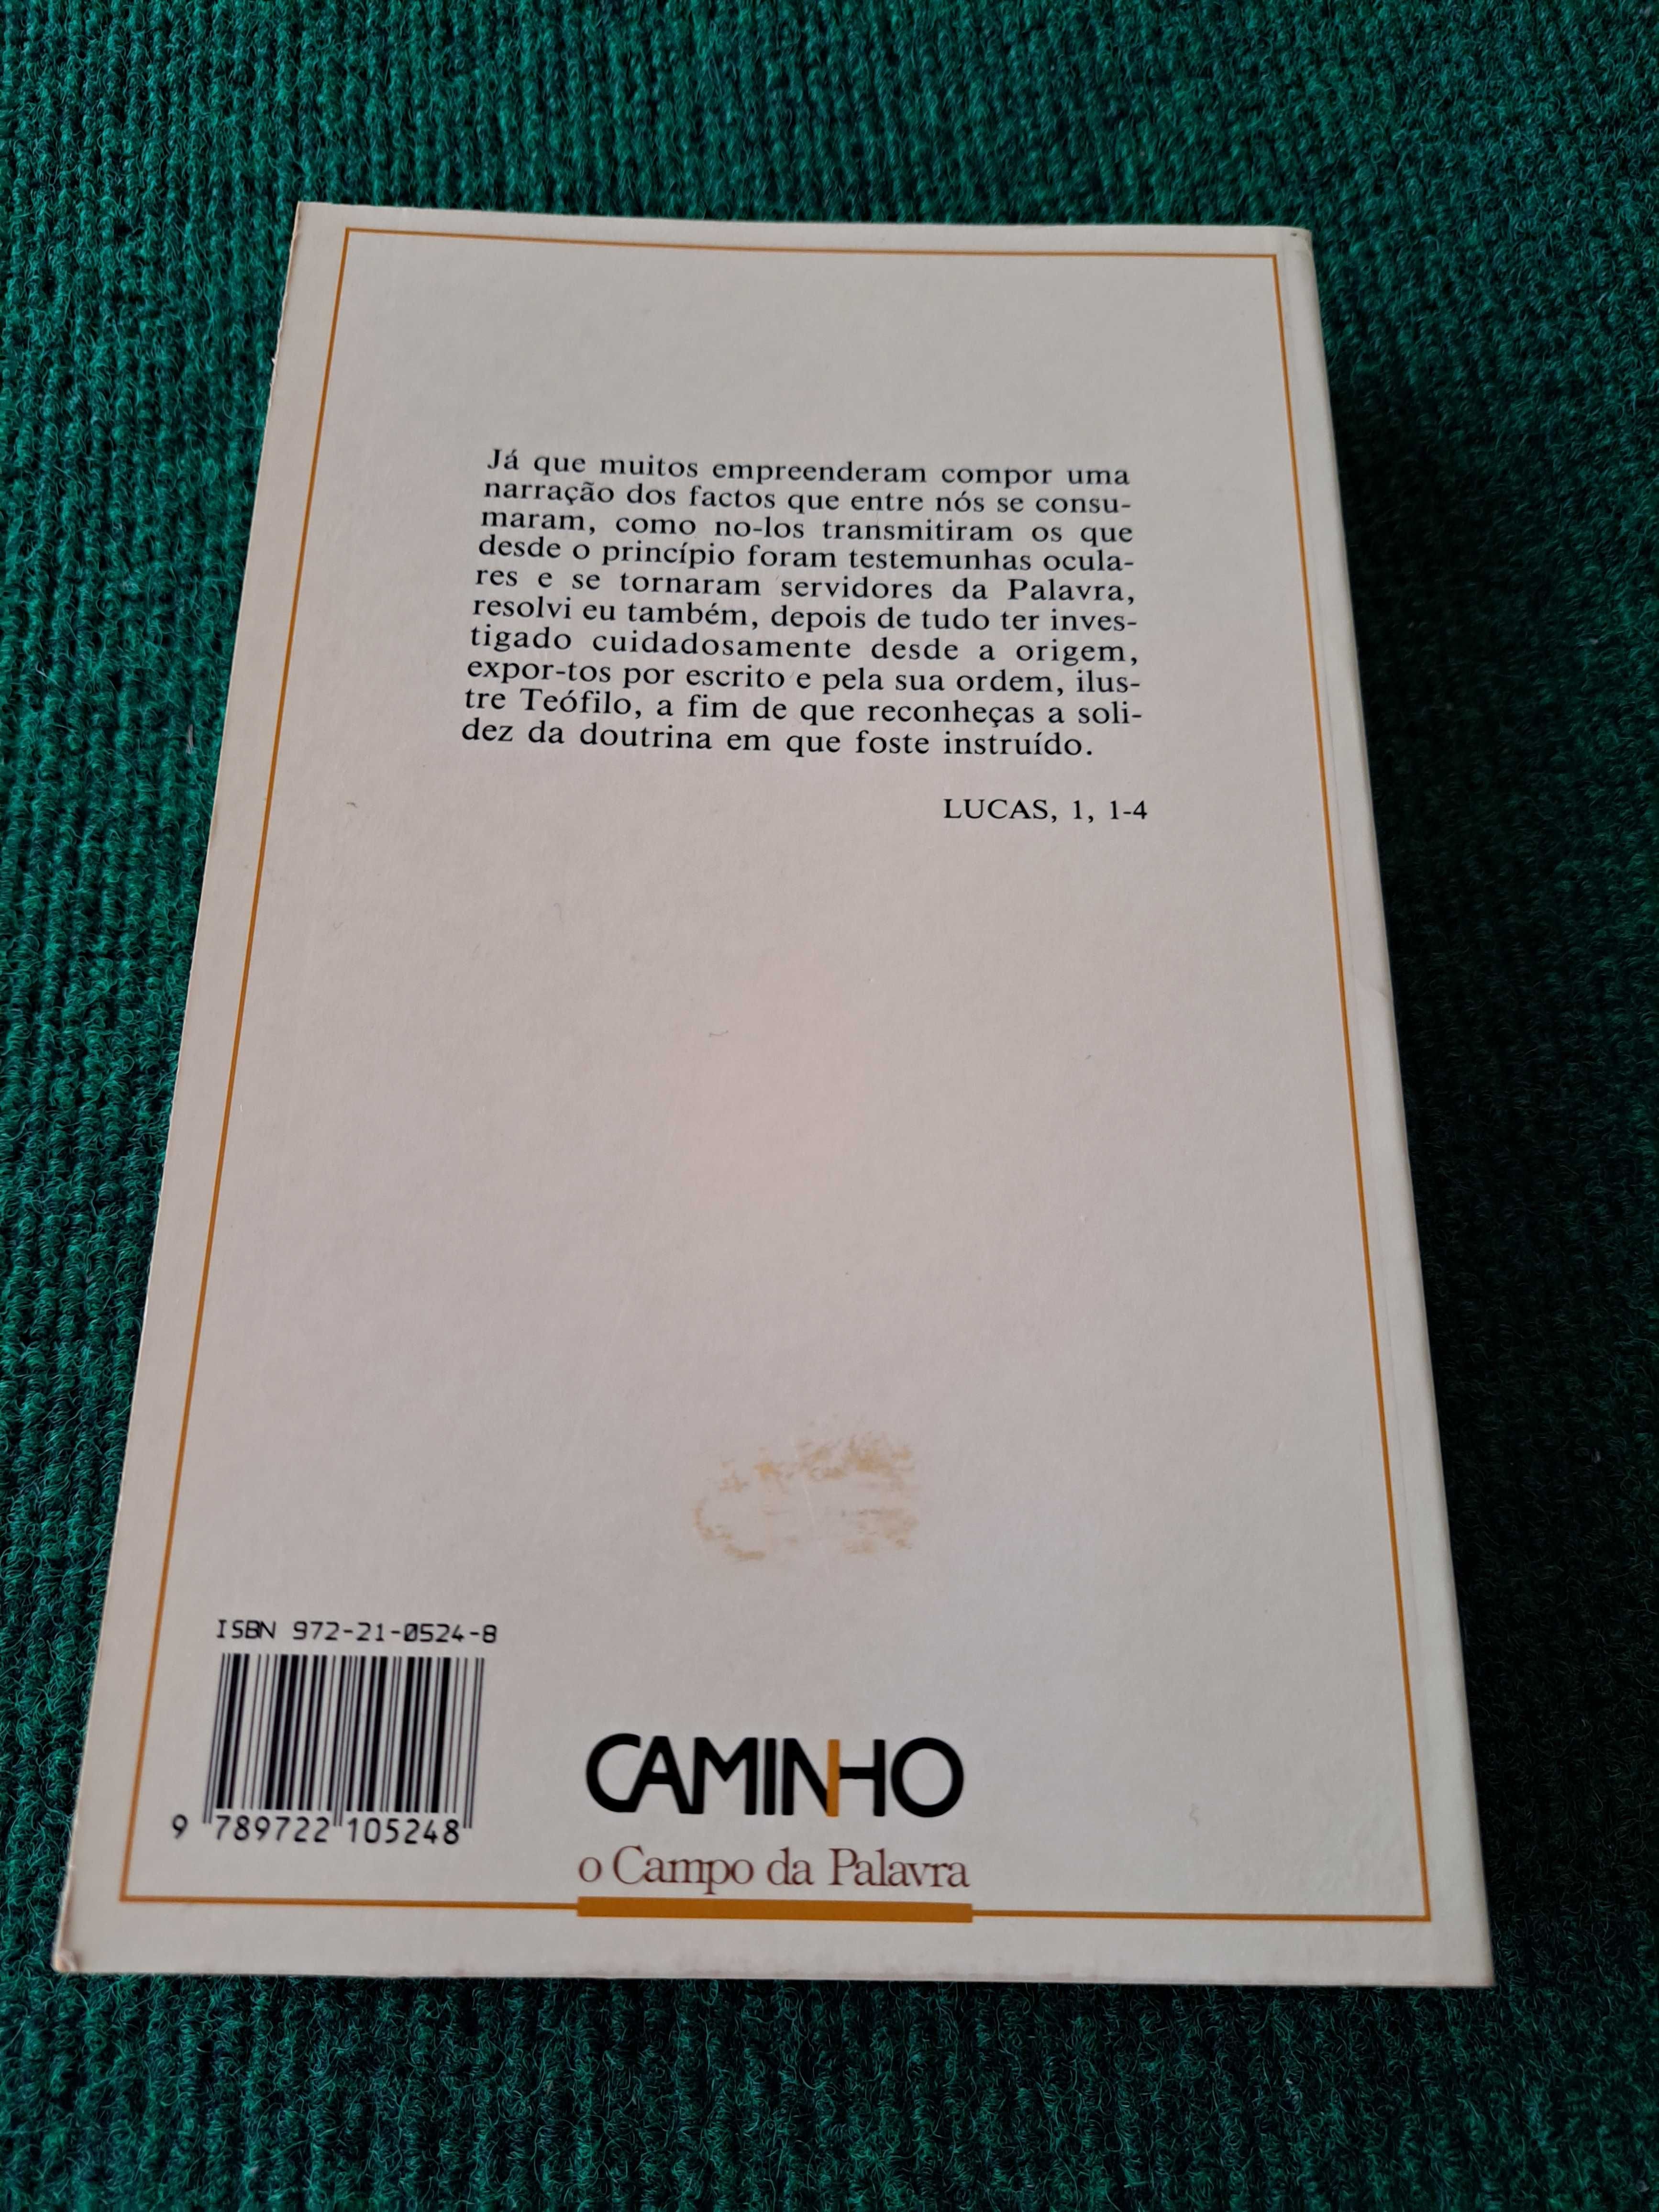 Já que muitos empreenderam compor uma
narração dos factos que entre nós se consu-
maram, como no-los transmitiram os que
desde o princípio foram testemunhas ocula-
res e se tornaram servidores da Palavra,
resolvi eu também, depois de tudo ter inves-
tigado cuidadosamente desde a origem,
expor-tos por escrito e pela sua ordem, ilus-
tre Teófilo, a fim de que reconheças a soli-
dez da doutrina em que foste instruído.
LUCAS, 1, 1-4
ISBN 972-21-0524-8
9 789722 105248
CAMINHO
o Campo da Palavra